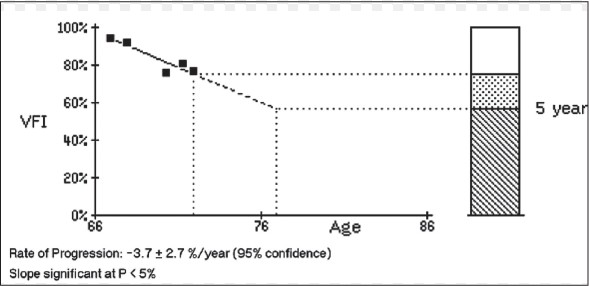 100%
80%
60%
VFI
40%
20%
0%
66
76
Age
86
5 year
Rate of Progression: −3.7 ± 2.7 %/year (95% confidence)
Slope significant at P < 5%